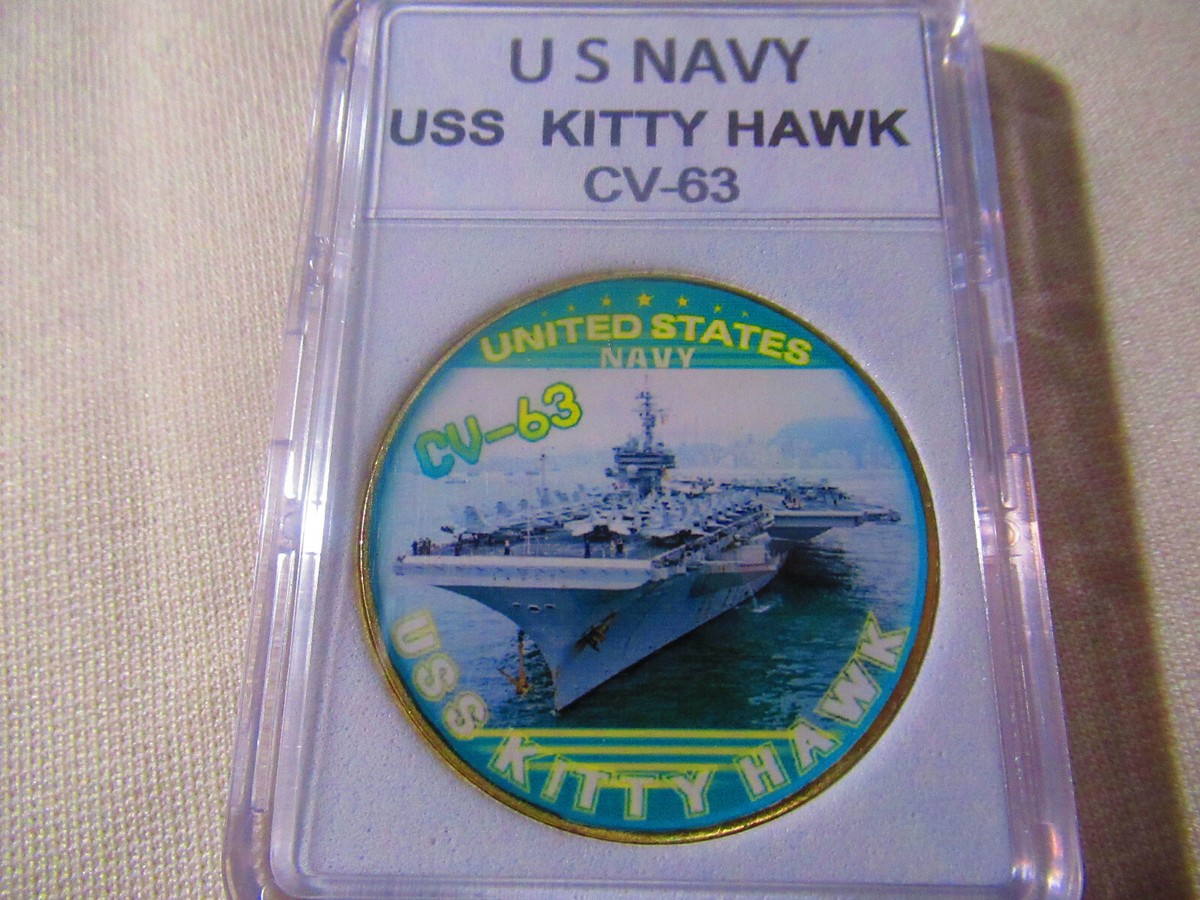 U S NAVY
USS KITTY HAWK
CV-63
UNITED STATES
NAVY
CV-63
USS KITTY HAWK